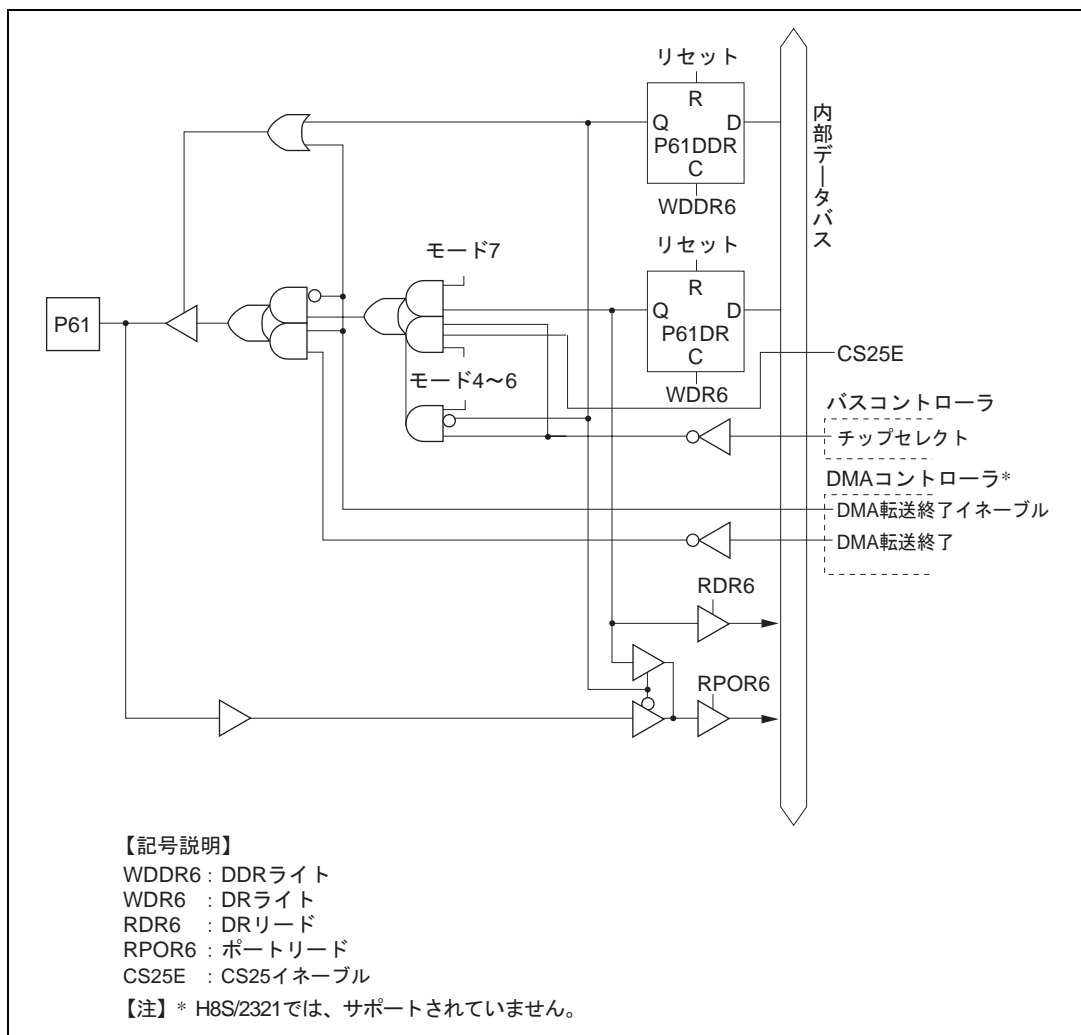 リセット
R
Q D
P61DDR
C
WDDR6
内部データバス
リセット
モード7
R
Q D
P61
P61DR
C
CS25E
WDR6
モード4～6
バスコントローラ
チップセレクト
DMAコントローラ*
DMA転送終了イネーブル
DMA転送終了
RDR6
RPOR6
【記号説明】
WDDR6 : DDRライト
WDR6 : DRライト
RDR6 : DRリード
RPOR6 : ポートリード
CS25E : CS25イネーブル
【注】* H8S/2321では、サポートされていません。